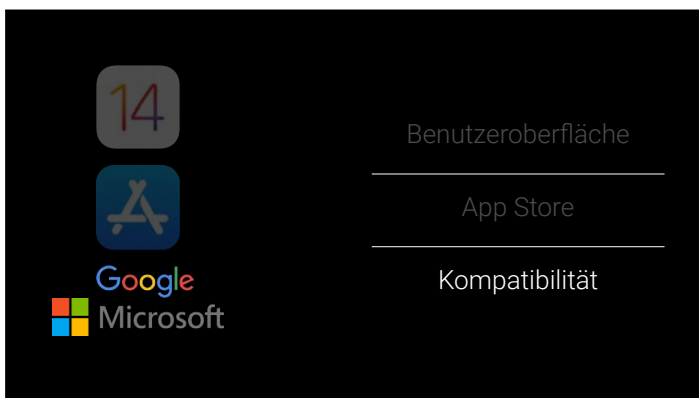 14
Benutzeroberfläche
App Store
Google
Microsoft
Kompatibilität